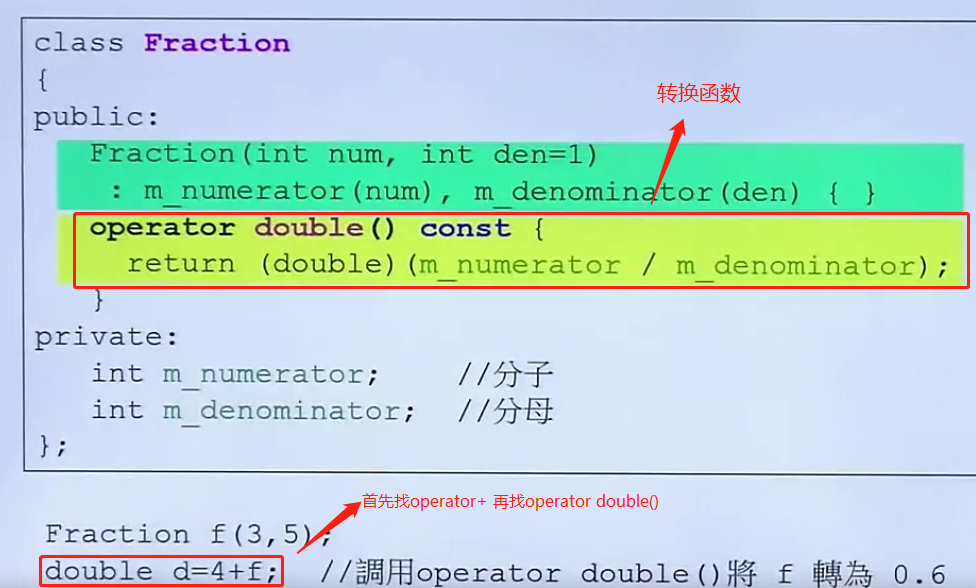 class Fraction
{
public:
转换函数
Fraction(int num, int den=1)
: m_numerator(num), m_denominator(den) { }
operator double() const {
return (double)(m_numerator / m_denominator);
}
private:
int m_numerator; //分子
int m_denominator; //分母
};
首先找operator+ 再找operator double()
Fraction f(3,5);
double d=4+f; //調用operator double()將 f 轉為 0.6